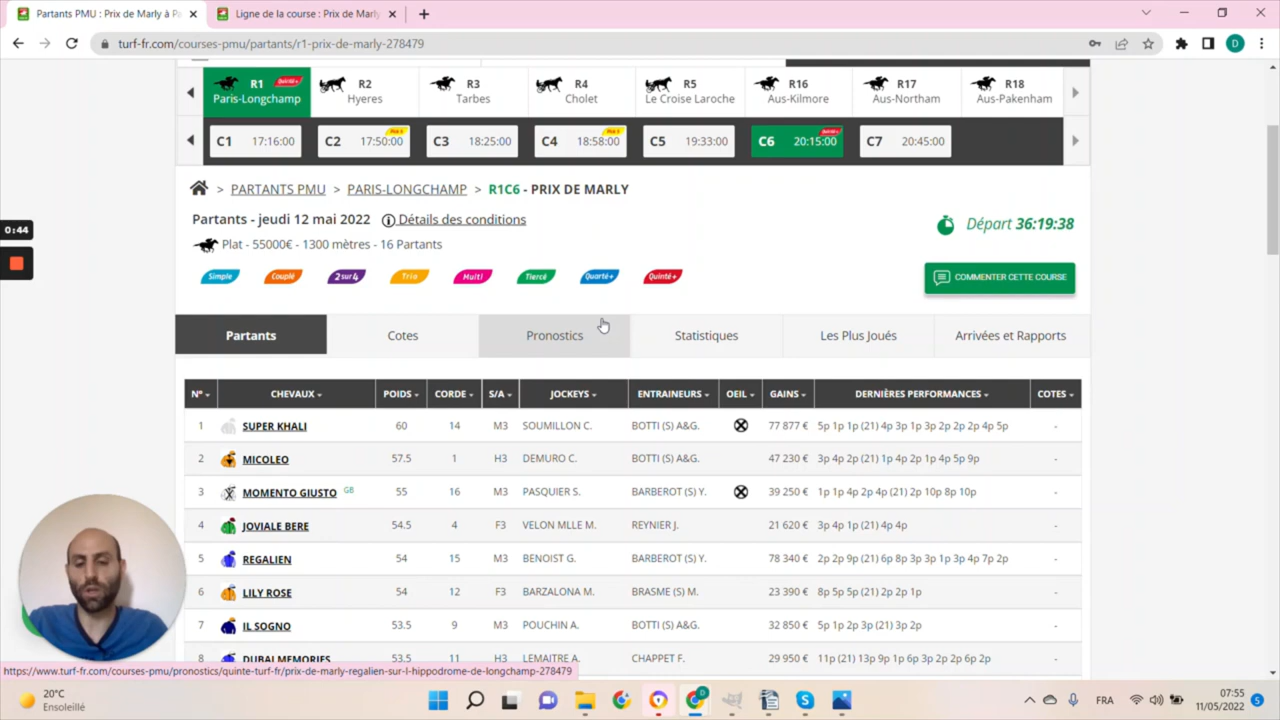 Partants PMU : Prix de Marly à P
Ligne de la course : Prix de Marly
turf-fr.com/courses-pmu/partants/r1-prix-de-marly-278479
R1 Quinté+
Paris-Longchamp
R2
Hyeres
R3
Tarbes
R4
Cholet
R5
Le Croise Laroche
R16
Aus-Kilmore
R17
Aus-Northam
R18
Aus-Pakenham
C1 17:16:00
C2 17:50:00
C3 18:25:00
C4 18:58:00
C5 19:33:00
C6 20:15:00 Quinté+
C7 20:45:00
> PARTANTS PMU > PARIS-LONGCHAMP > R1C6 - PRIX DE MARLY
Partants - jeudi 12 mai 2022 Détails des conditions
Départ 36:19:38
0:44
Plat - 55000€ - 1300 mètres - 16 Partants
Simple Couplé 2sur4 Trio Multi Tiercé Quarté+ Quinté+
COMMENTER CETTE COURSE
Partants Cotes Pronostics Statistiques Les Plus Joués Arrivées et Rapports
N° CHEVAUX POIDS CORDE S/A JOCKEYS ENTRAINEURS OEIL GAINS DERNIÈRES PERFORMANCES COTES
1 SUPER KHALI 60 14 M3 SOUMILLON C. BOTTI (S) A&G. 77 877 € 5p 1p 1p (21) 4p 3p 1p 3p 2p 2p 2p 4p 5p -
2 MICOLEO 57.5 1 H3 DEMURO C. BOTTI (S) A&G. 47 230 € 3p 4p 2p (21) 1p 4p 2p 1p 4p 5p 9p -
3 MOMENTO GIUSTO GB 55 16 M3 PASQUIER S. BARBEROT (S) Y. 39 250 € 1p 1p 4p 2p 4p (21) 2p 10p 8p 10p -
4 JOVIALE BERE 54.5 4 F3 VELON MLLE M. REYNIER J. 21 620 € 3p 4p 1p (21) 4p 4p -
5 REGALIEN 54 15 M3 BENOIST G. BARBEROT (S) Y. 78 340 € 2p 2p 9p (21) 6p 8p 3p 3p 1p 3p 4p 7p 2p -
6 LILY ROSE 54 12 F3 BARZALONA M. BRASME (S) M. 23 390 € 8p 5p 5p (21) 2p 2p 1p -
7 IL SOGNO 53.5 9 M3 POUCHIN A. BOTTI (S) A&G. 32 850 € 5p 1p 2p 3p (21) 3p 2p -
8 DUBAI MEMORIES 53.5 11 H3 LEMAITRE A. CHAPPET F. 29 950 € 11p (21) 13p 9p 1p 6p 3p 2p 2p 6p 2p -
https://www.turf-fr.com/courses-pmu/pronostics/quinte-turf-fr/prix-de-marly-regalien-sur-l-hippodrome-de-longchamp-278479
20°C
Ensoleillé
FRA
07:55
11/05/2022
5